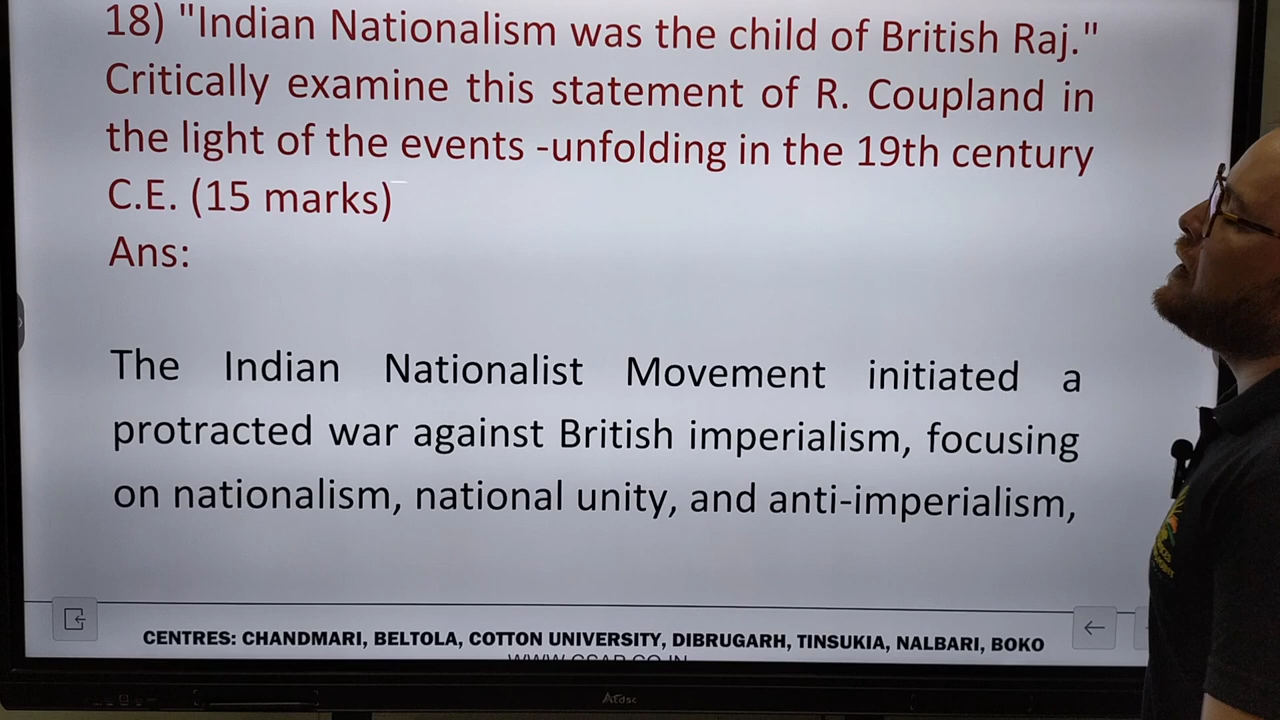 18) "Indian Nationalism was the child of British Raj."
Critically examine this statement of R. Coupland in
the light of the events -unfolding in the 19th century
C.E. (15 marks)
Ans:
The Indian Nationalist Movement initiated a
protracted war against British imperialism, focusing
on nationalism, national unity, and anti-imperialism,
CENTRES: CHANDMARI, BELTOLA, COTTON UNIVERSITY, DIBRUGARH, TINSUKIA, NALBARI, BOKO